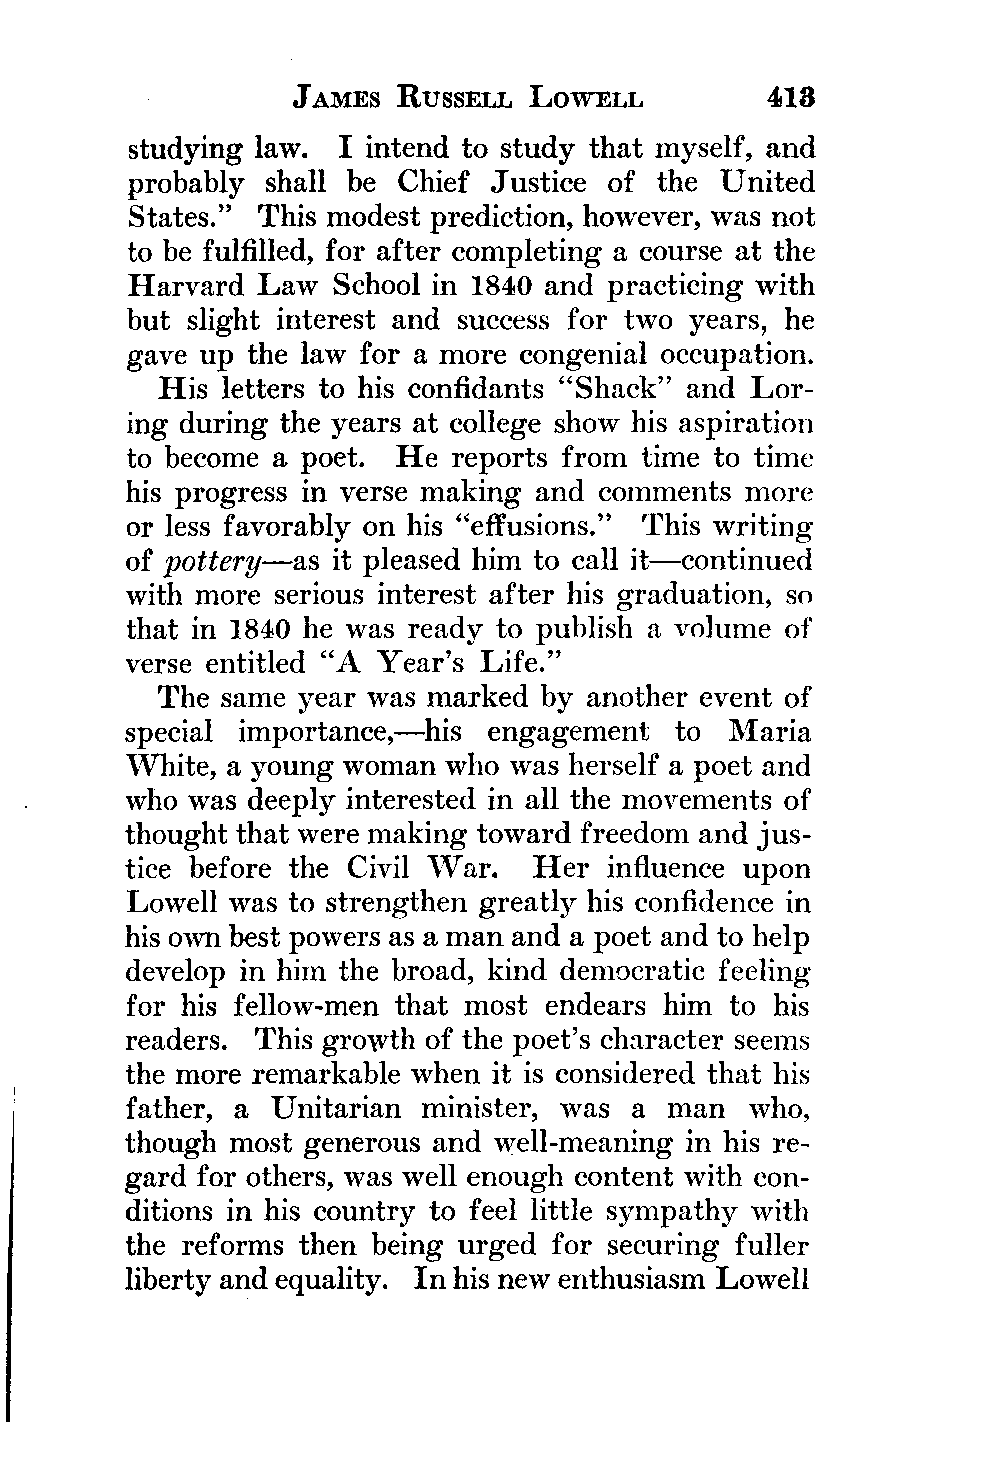 JAMES RUSSELL LOWELL 413
studying law. I intend to study that myself, and
probably shall be Chief Justice of the United
States.” This modest prediction, however, was not
to be fulfilled, for after completing a course at the
Harvard Law School in 1840 and practicing with
but slight interest and success for two years, he
gave up the law for a more congenial occupation.
His letters to his confidants “Shack” and Lor-
ing during the years at college show his aspiration
to become a poet. He reports from time to time
his progress in verse making and comments more
or less favorably on his “effusions.” This writing
of pottery—as it pleased him to call it—continued
with more serious interest after his graduation, so
that in 1840 he was ready to publish a volume of
verse entitled “A Year’s Life.”
The same year was marked by another event of
special importance,—his engagement to Maria
White, a young woman who was herself a poet and
who was deeply interested in all the movements of
thought that were making toward freedom and jus-
tice before the Civil War. Her influence upon
Lowell was to strengthen greatly his confidence in
his own best powers as a man and a poet and to help
develop in him the broad, kind democratic feeling
for his fellow-men that most endears him to his
readers. This growth of the poet’s character seems
the more remarkable when it is considered that his
father, a Unitarian minister, was a man who,
though most generous and well-meaning in his re-
gard for others, was well enough content with con-
ditions in his country to feel little sympathy with
the reforms then being urged for securing fuller
liberty and equality. In his new enthusiasm Lowell